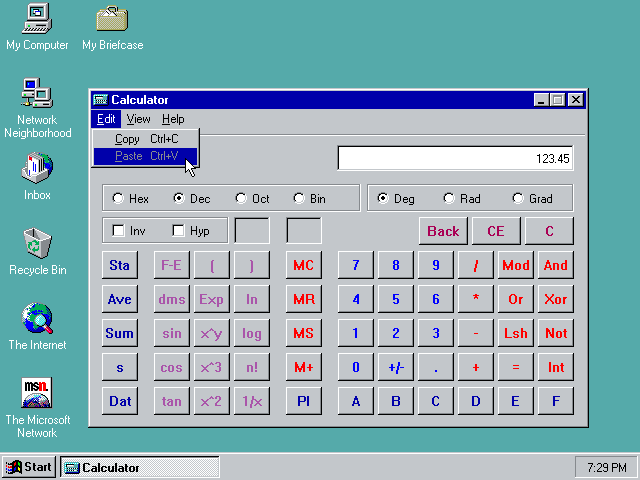 My Computer
My Briefcase
Network
Neighborhood
Inbox
Recycle Bin
The Internet
msn.
The Microsoft
Network
Calculator
Edit View Help
Copy Ctrl+C
Paste Ctrl+V
123.45
Hex Dec Oct Bin Deg Rad Grad
Inv Hyp Back CE C
Sta F-E ( ) MC 7 8 9 / Mod And
Ave dms Exp ln MR 4 5 6 * Or Xor
Sum sin x^y log MS 1 2 3 - Lsh Not
s cos x^3 n! M+ 0 +/- . + = Int
Dat tan x^2 1/x PI A B C D E F
Start Calculator 7:29 PM